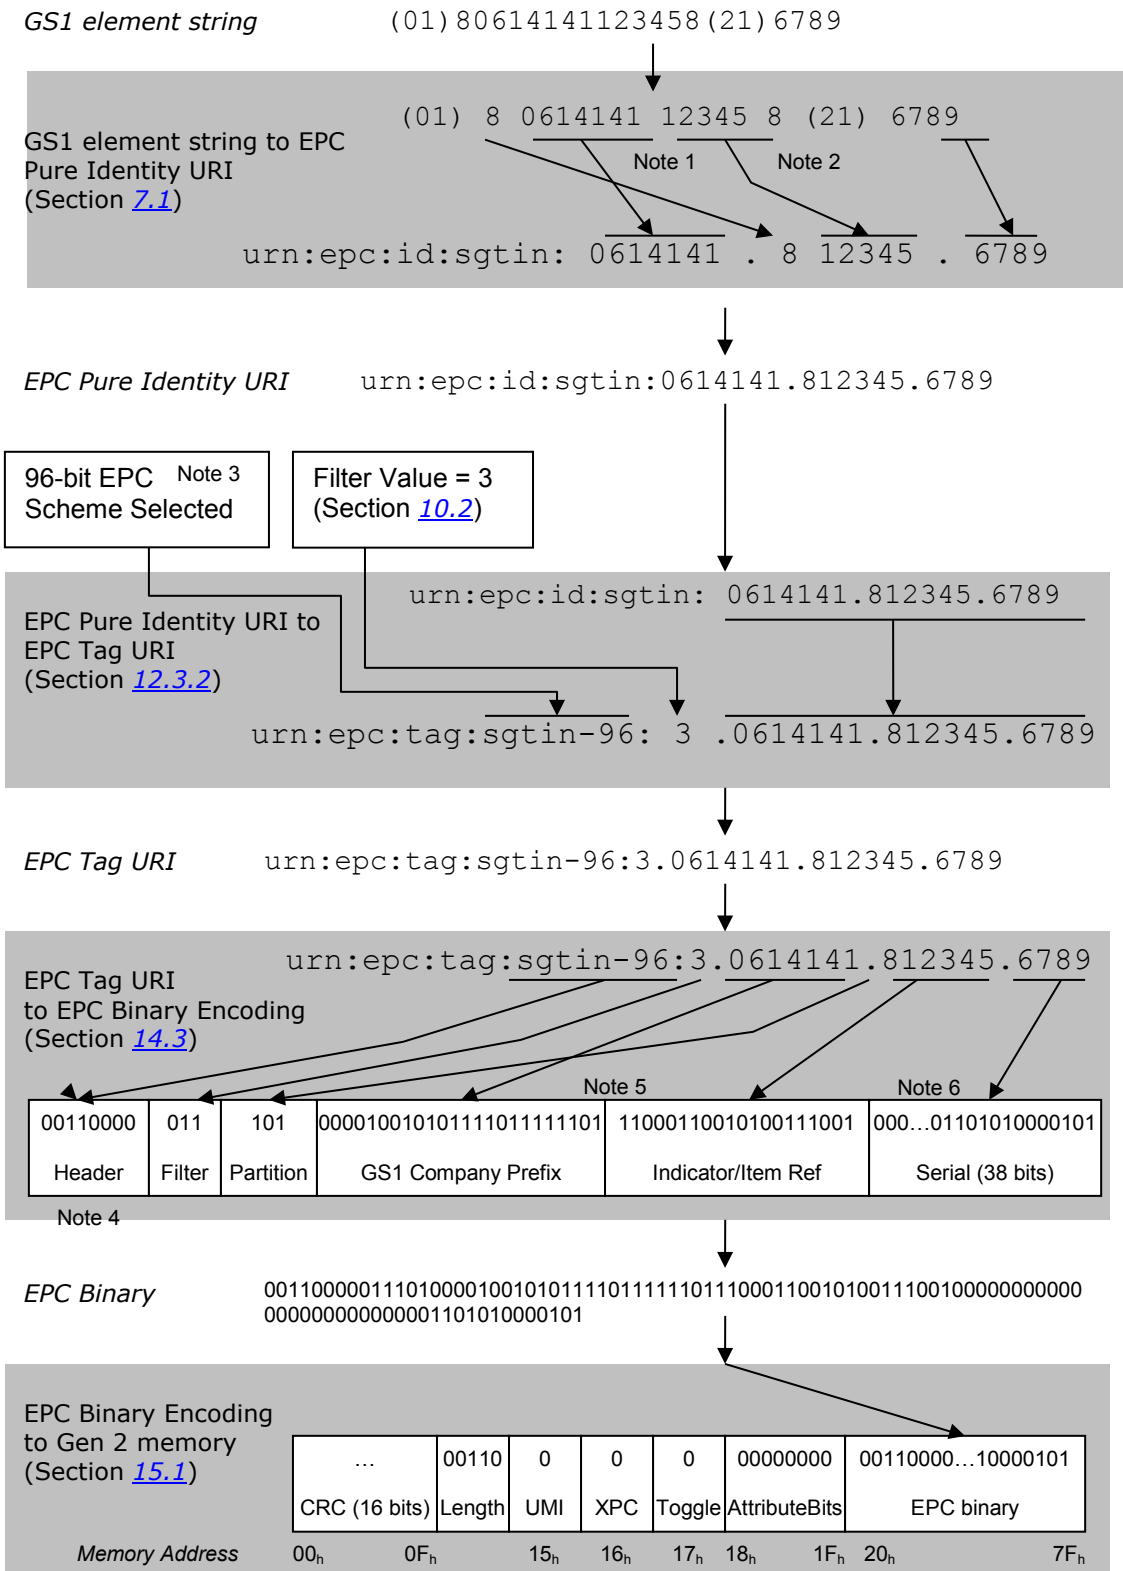 GS1 element string (01)80614141123458(21)6789
(01) 8 0614141 12345 8 (21) 6789
GS1 element string to EPC
Pure Identity URI
(Section 7.1)
Note 1 Note 2
urn:epc:id:sgtin: 0614141 . 8 12345 . 6789
EPC Pure Identity URI urn:epc:id:sgtin:0614141.812345.6789
96-bit EPC Note 3
Scheme Selected
Filter Value = 3
(Section 10.2)
urn:epc:id:sgtin: 0614141.812345.6789
EPC Pure Identity URI to
EPC Tag URI
(Section 12.3.2)
urn:epc:tag:sgtin-96: 3 .0614141.812345.6789
EPC Tag URI urn:epc:tag:sgtin-96:3.0614141.812345.6789
urn:epc:tag:sgtin-96:3.0614141.812345.6789
EPC Tag URI
to EPC Binary Encoding
(Section 14.3)
Note 5 Note 6
00110000 011 101 000010010101111011111101 11000110010100111001 000…01101010000101
Header Filter Partition GS1 Company Prefix Indicator/Item Ref Serial (38 bits)
Note 4
EPC Binary
001100000111010000100101011110111111011100011001010011100100000000000
000000000000001101010000101
EPC Binary Encoding
to Gen 2 memory
(Section 15.1)
… 00110 0 0 0 00000000 00110000…10000101
CRC (16 bits) Length UMI XPC Toggle AttributeBits EPC binary
Memory Address 00h 0Fh 15h 16h 17h 18h 1Fh 20h 7Fh